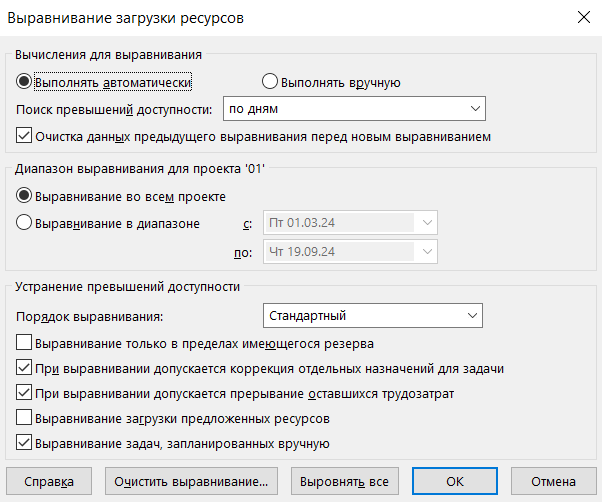 Выравнивание загрузки ресурсов
Вычисления для выравнивания
Выполнять автоматически Выполнять вручную
Поиск превышений доступности: по дням
Очистка данных предыдущего выравнивания перед новым выравниванием
Диапазон выравнивания для проекта '01'
Выравнивание во всем проекте
Выравнивание в диапазоне с: Пт 01.03.24
по: Чт 19.09.24
Устранение превышений доступности
Порядок выравнивания: Стандартный
Выравнивание только в пределах имеющегося резерва
При выравнивании допускается коррекция отдельных назначений для задачи
При выравнивании допускается прерывание оставшихся трудозатрат
Выравнивание загрузки предложенных ресурсов
Выравнивание задач, запланированных вручную
Справка Очистить выравнивание... Выровнять все ОК Отмена